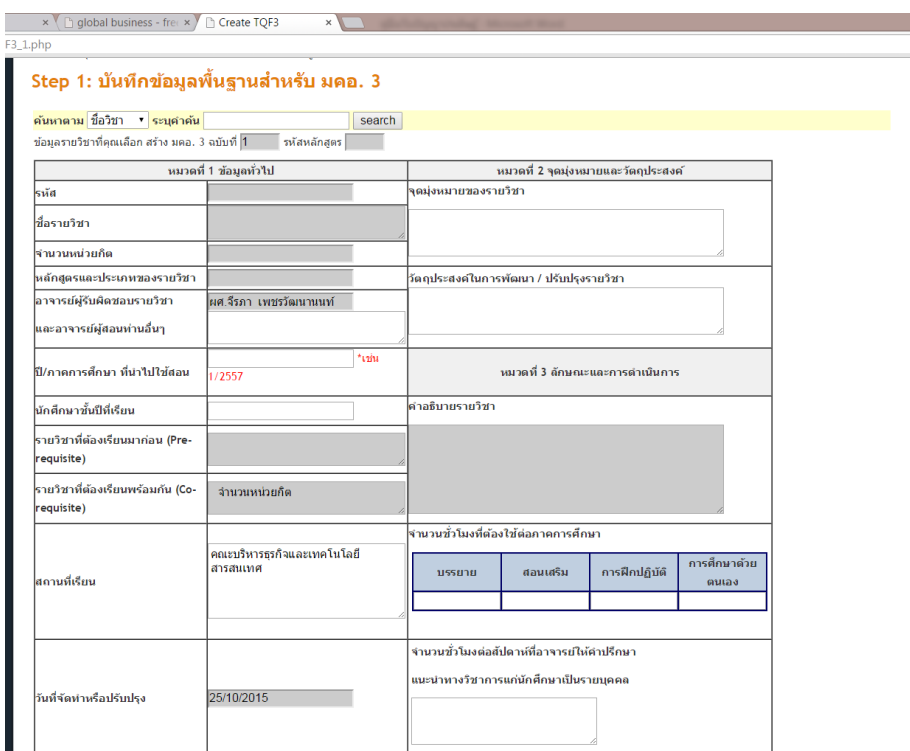 global business - fre
Create TQF3
F3_1.php
Step 1: บันทึกข้อมูลพื้นฐานสำหรับ มคอ. 3
ค้นหาตาม ชื่อวิชา ระบุคำค้น search
ข้อมูลรายวิชาที่คุณเลือก สร้าง มคอ. 3 ฉบับที่ 1 รหัสหลักสูตร
หมวดที่ 1 ข้อมูลทั่วไป
รหัส
ชื่อรายวิชา
จำนวนหน่วยกิต
หลักสูตรและประเภทของรายวิชา
อาจารย์ผู้รับผิดชอบรายวิชา
ผศ.จีรภา เพชรวัฒนานนท์
และอาจารย์ผู้สอนท่านอื่นๆ
ปี/ภาคการศึกษา ที่นำไปใช้สอน
*เช่น
1/2557
นักศึกษาชั้นปีที่เรียน
รายวิชาที่ต้องเรียนมาก่อน (Pre-
requisite)
รายวิชาที่ต้องเรียนพร้อมกัน (Co-
requisite)
จำนวนหน่วยกิต
สถานที่เรียน
คณะบริหารธุรกิจและเทคโนโลยี
สารสนเทศ
วันที่จัดทำหรือปรับปรุง
25/10/2015
หมวดที่ 2 จุดมุ่งหมายและวัตถุประสงค์
จุดมุ่งหมายของรายวิชา
วัตถุประสงค์ในการพัฒนา / ปรับปรุงรายวิชา
หมวดที่ 3 ลักษณะและการดำเนินการ
คำอธิบายรายวิชา
จำนวนชั่วโมงที่ต้องใช้ต่อภาคการศึกษา
บรรยาย สอนเสริม การฝึกปฏิบัติ การศึกษาด้วย
ตนเอง
จำนวนชั่วโมงต่อสัปดาห์ที่อาจารย์ให้คำปรึกษา
แนะนำทางวิชาการแก่นักศึกษาเป็นรายบุคคล